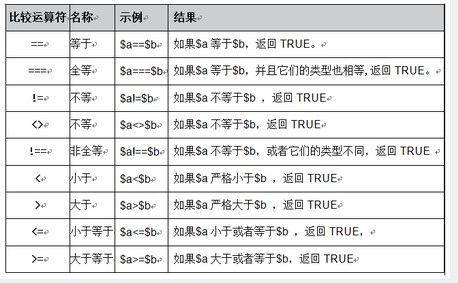 比较运算符 名称 示例 结果
== 等于 $a==$b 如果$a 等于$b，返回 TRUE。
=== 全等 $a===$b 如果$a 等于$b，并且它们的类型也相等,返回 TRUE。
!= 不等 $a!=$b 如果$a 不等于$b ，返回 TRUE
<> 不等 $a<>$b 如果$a 不等于$b，返回 TRUE
!== 非全等 $a!==$b 如果$a 不等于$b，或者它们的类型不同，返回 TRUE
< 小于 $a<$b 如果$a 严格小于$b ，返回 TRUE
> 大于 $a>$b 如果$a 严格大于$b ，返回 TRUE
<= 小于等于 $a<=$b 如果$a 小于或者等于$b ，返回 TRUE，
>= 大于等于 $a>=$b 如果$a 大于或者等于$b，返回 TRUE